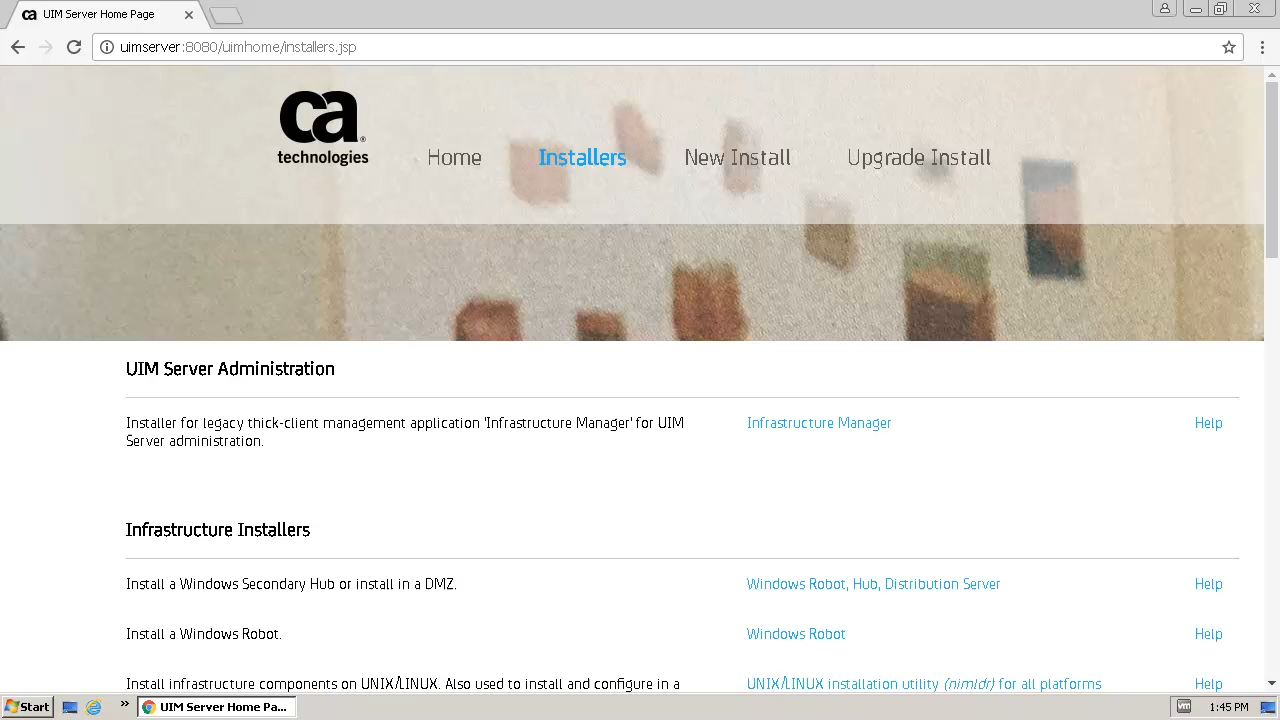 UIM Server Home Page
uimserver:8080/uimhome/installers.jsp
ca
technologies
Home
Installers
New Install
Upgrade Install
UIM Server Administration
Installer for legacy thick-client management application 'Infrastructure Manager' for UIM
Server administration.
Infrastructure Manager
Help
Infrastructure Installers
Install a Windows Secondary Hub or install in a DMZ.
Windows Robot, Hub, Distribution Server
Help
Install a Windows Robot.
Windows Robot
Help
Install infrastructure components on UNIX/LINUX. Also used to install and configure in a
UNIX/LINUX installation utility (nimldr) for all platforms
Help
Start
UIM Server Home Pa...
1:45 PM